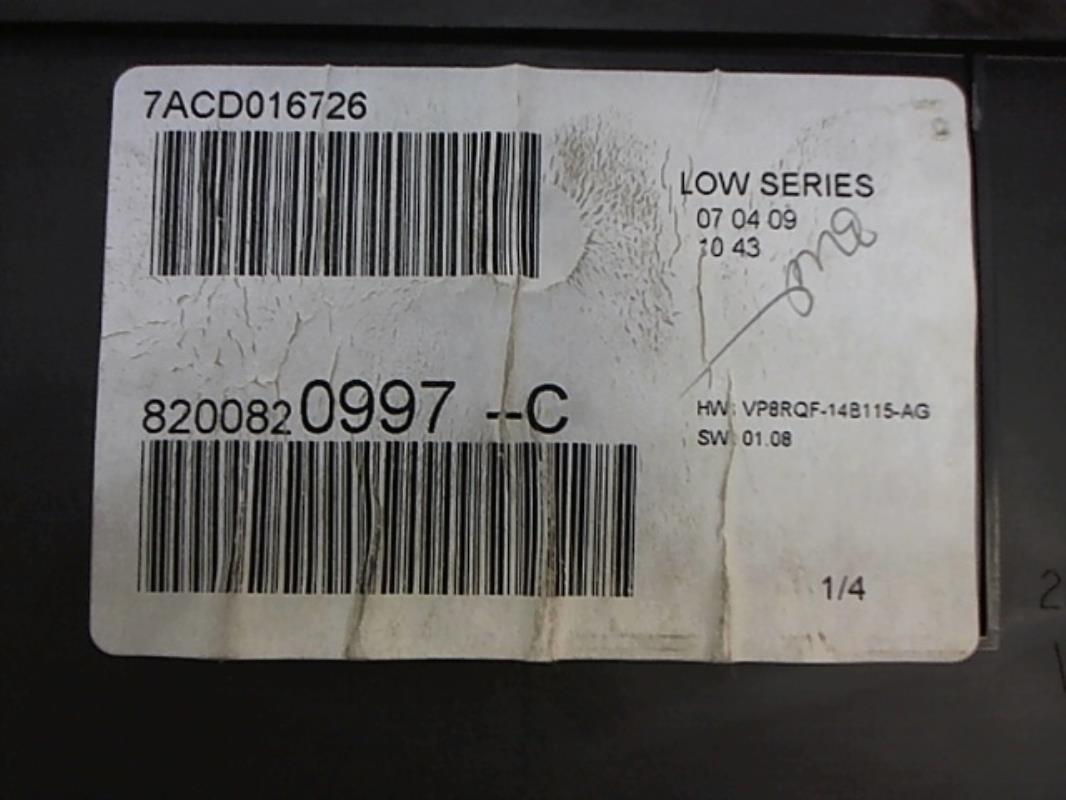 7ACD016726
LOW SERIES
07 04 09
10 43
8200820997 --C
HW: VP8RQF-14B115-AG
SW: 01.08
1/4
2